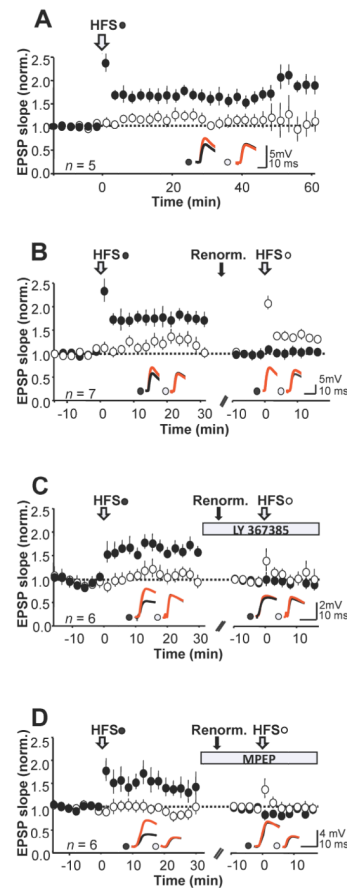 A
HFS●
EPSP slope (norm.)
2.5
2.0
1.5
1.0
0.5
0.0
n = 5
● ○ 5mV
10 ms
0 20 40 60
Time (min)
B
HFS● Renorm. HFS○
EPSP slope (norm.)
2.5
2.0
1.5
1.0
0.5
0.0
n = 7
● ○ ● ○ 5mV
10 ms
-10 0 10 20 30 -10 0 10
Time (min)
C
HFS● Renorm. HFS○
LY 367385
EPSP slope (norm.)
2.5
2.0
1.5
1.0
0.5
0.0
n = 6
● ○ ● ○ 2mV
10 ms
-10 0 10 20 30 -10 0 10
Time (min)
D
HFS● Renorm. HFS○
MPEP
EPSP slope (norm.)
2.5
2.0
1.5
1.0
0.5
0.0
n = 6
● ○ ● ○ 4 mV
10 ms
-10 0 10 20 30 -10 0 10
Time (min)